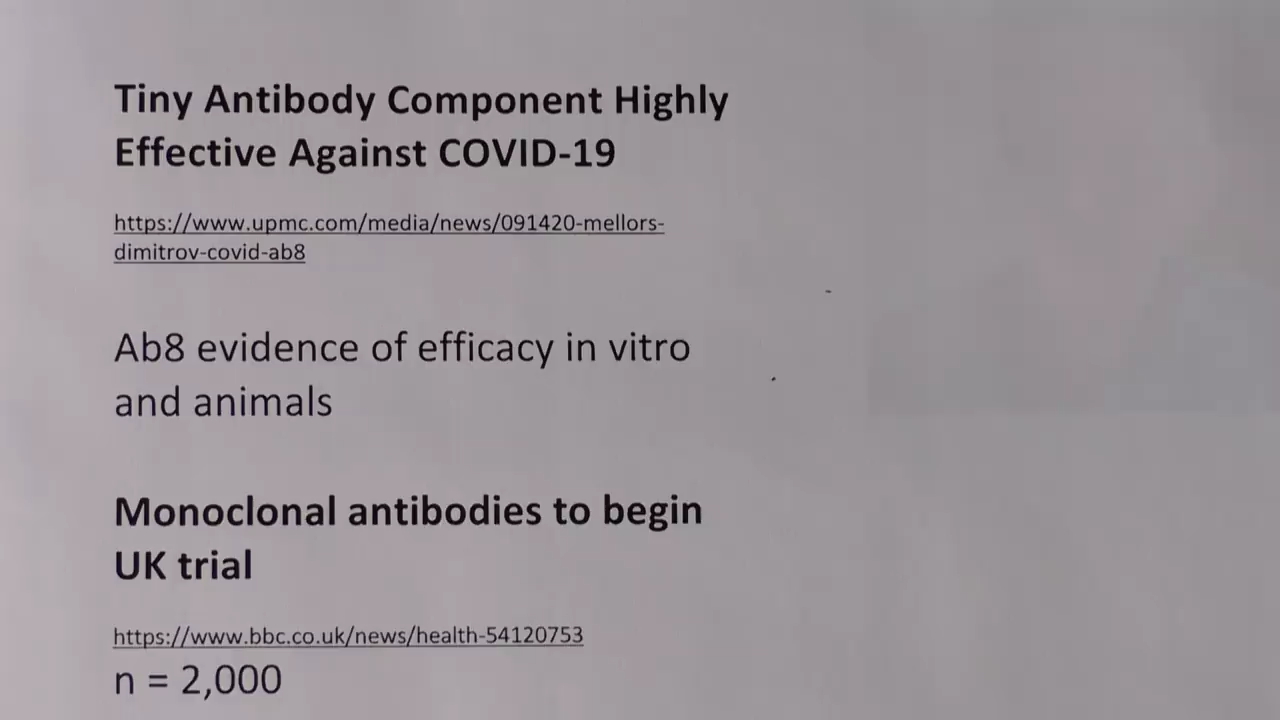 Tiny Antibody Component Highly
Effective Against COVID-19
https://www.upmc.com/media/news/091420-mellors-
dimitrov-covid-ab8
Ab8 evidence of efficacy in vitro
and animals
Monoclonal antibodies to begin
UK trial
https://www.bbc.co.uk/news/health-54120753
n = 2,000